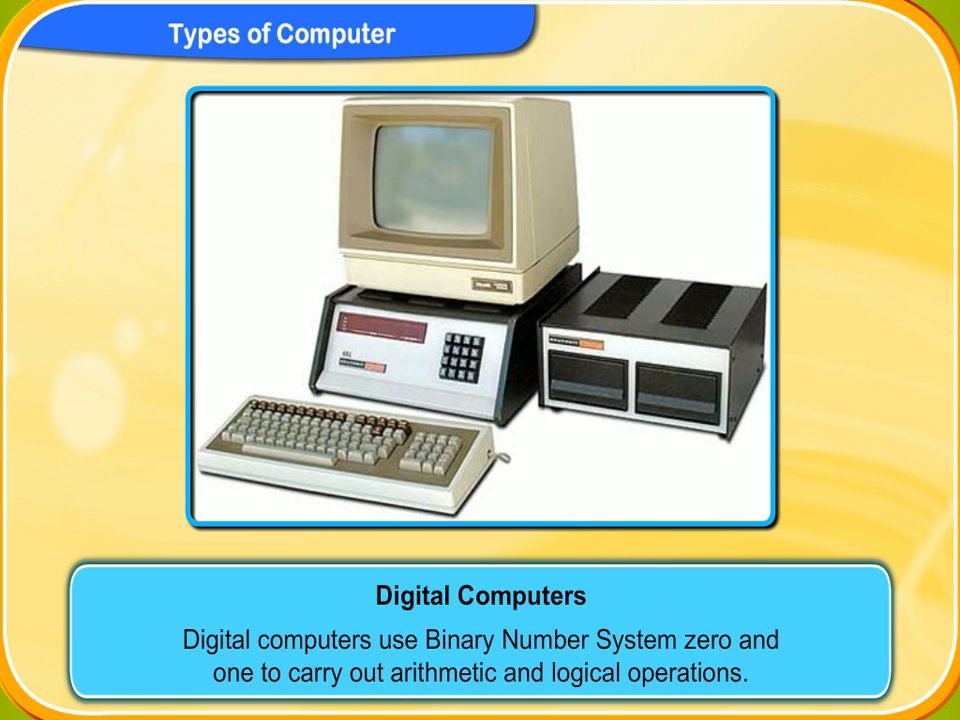 Types of Computer
Digital Computers
Digital computers use Binary Number System zero and
one to carry out arithmetic and logical operations.